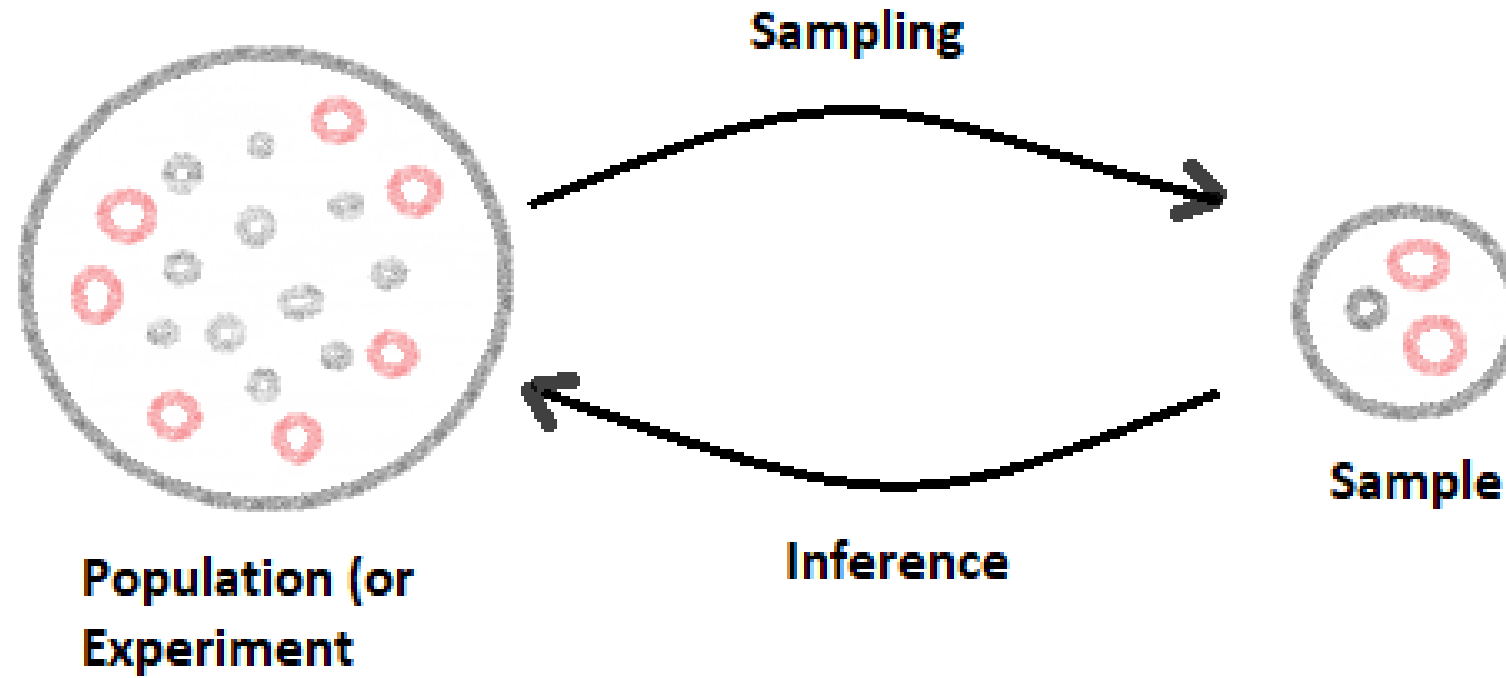 Sampling
Sample
Inference
Population (or
Experiment